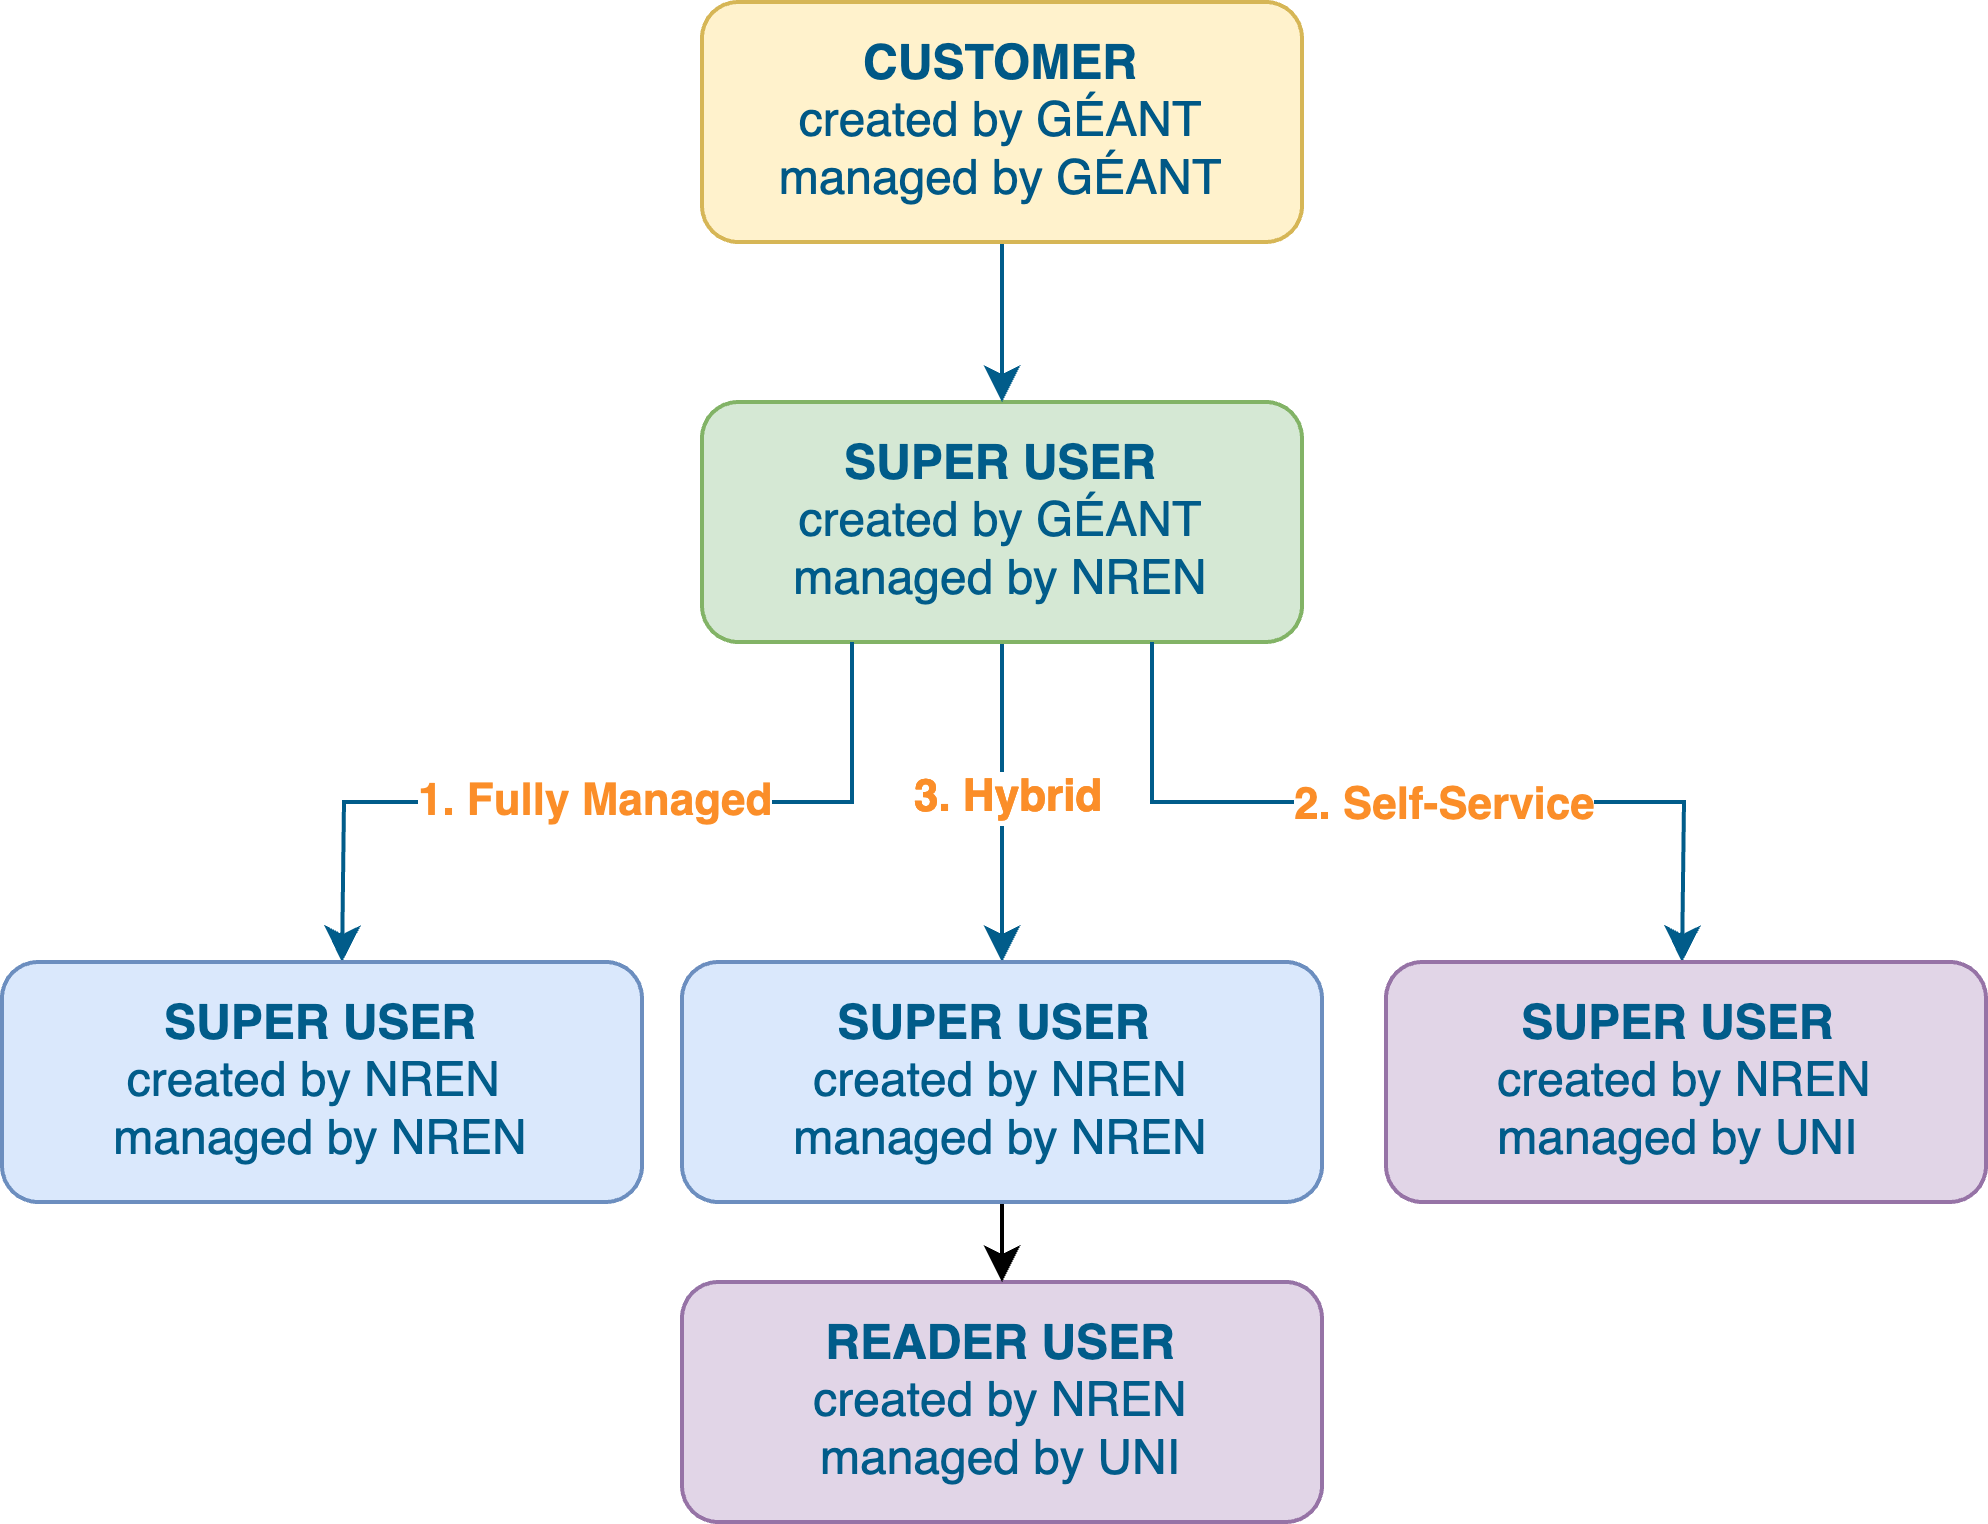 CUSTOMER
created by GÉANT
managed by GÉANT
SUPER USER
created by GÉANT
managed by NREN
1. Fully Managed
3. Hybrid
2. Self-Service
SUPER USER
created by NREN
managed by NREN
SUPER USER
created by NREN
managed by NREN
SUPER USER
created by NREN
managed by UNI
READER USER
created by NREN
managed by UNI